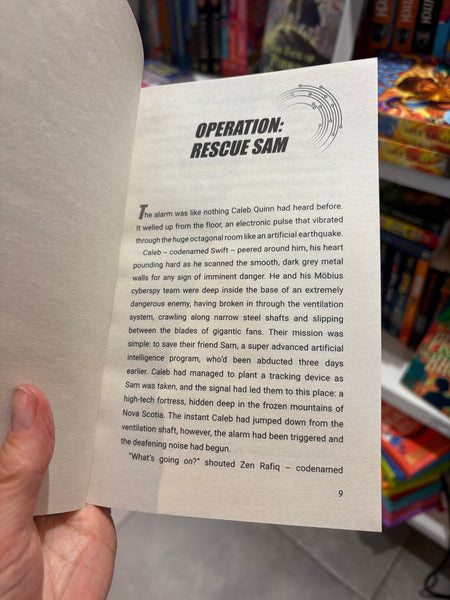 OPERATION:
RESCUE SAM
The alarm was like nothing Caleb Quinn had heard before.
It welled up from the floor, an electronic pulse that vibrated
through the huge octagonal room like an artificial earthquake.
Caleb – codenamed Swift – peered around him, his heart
pounding hard as he scanned the smooth, dark grey metal
walls for any sign of imminent danger. He and his Möbius
cyberspy team were deep inside the base of an extremely
dangerous enemy, having broken in through the ventilation
system, crawling along narrow steel shafts and slipping
between the blades of gigantic fans. Their mission was
simple: to save their friend Sam, a super advanced artificial
intelligence program, who'd been abducted three days
earlier. Caleb had managed to plant a tracking device as
Sam was taken, and the signal had led them to this place: a
high-tech fortress, hidden deep in the frozen mountains of
Nova Scotia. The instant Caleb had jumped down from the
ventilation shaft, however, the alarm had been triggered and
the deafening noise had begun.
"What's going on?" shouted Zen Rafiq – codenamed
9